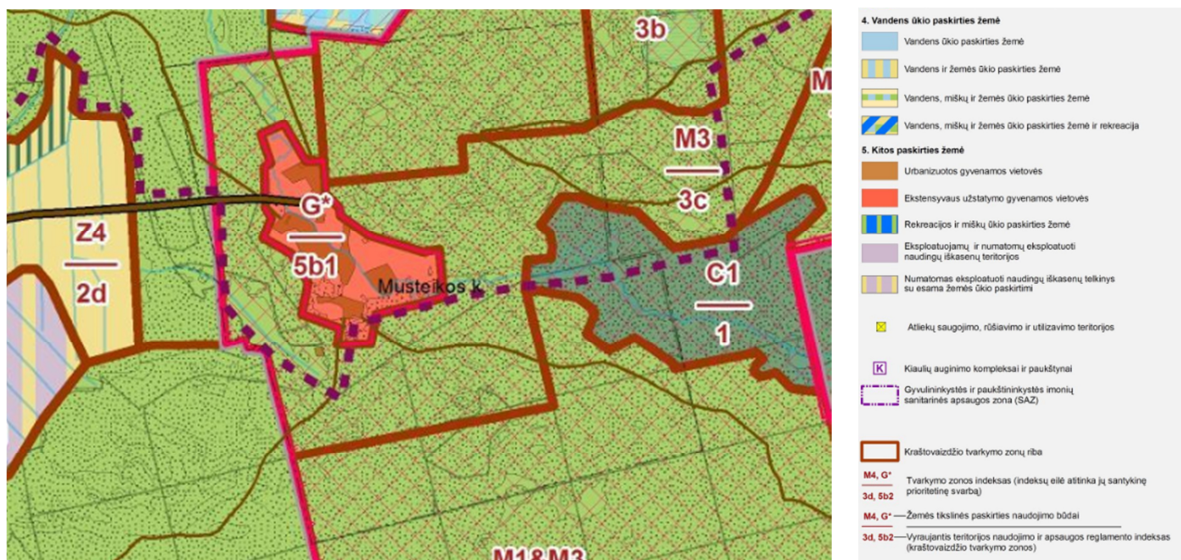 3b
M
M3
3c
G*
5b1
Musteikos k.
Z4
2d
C1
1
M1&M3
4. Vandens ūkio paskirties žemė
Vandens ūkio paskirties žemė
Vandens ir žemės ūkio paskirties žemė
Vandens, miškų ir žemės ūkio paskirties žemė
Vandens, miškų ir žemės ūkio paskirties žemė ir rekreacija
5. Kitos paskirties žemė
Urbanizuotos gyvenamos vietovės
Ekstensyvaus užstatymo gyvenamos vietovės
Rekreacijos ir miškų ūkio paskirties žemė
Eksploatuojamų ir numatomų eksploatuoti
naudingų iškasenų teritorijos
Numatomas eksploatuoti naudingų iškasenų telkinys
su esama žemės ūkio paskirtimi
Atliekų saugojimo, rūšiavimo ir utilizavimo teritorijos
K
Kiaulių auginimo kompleksai ir paukštynai
Gyvulininkystės ir paukštininkystės imonių
sanitarinės apsaugos zona (SAZ)
Kraštovaizdžio tvarkymo zonų riba
M4, G*
3d, 5b2
Tvarkymo zonos indeksas (indeksų eilė atitinka jų santykinę
prioritetinę svarbą)
M4, G* Žemės tikslinės paskirties naudojimo būdai
3d, 5b2 Vyraujantis teritorijos naudojimo ir apsaugos reglamento indeksas
(kraštovaizdžio tvarkymo zonos)